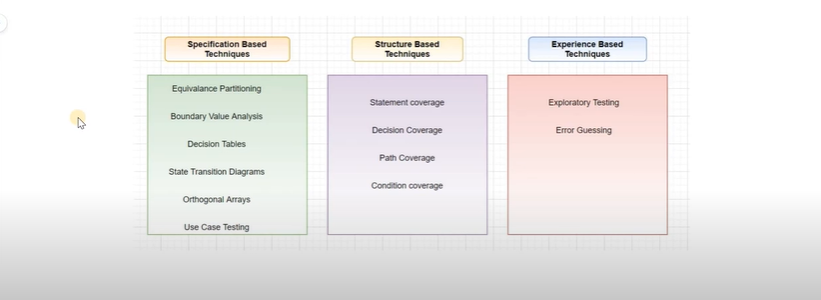 Specification Based
Techniques
Equivalance Partitioning
Boundary Value Analysis
Decision Tables
State Transition Diagrams
Orthogonal Arrays
Use Case Testing
Structure Based
Techniques
Statement coverage
Decision Coverage
Path Coverage
Condition coverage
Experience Based
Techniques
Exploratory Testing
Error Guessing